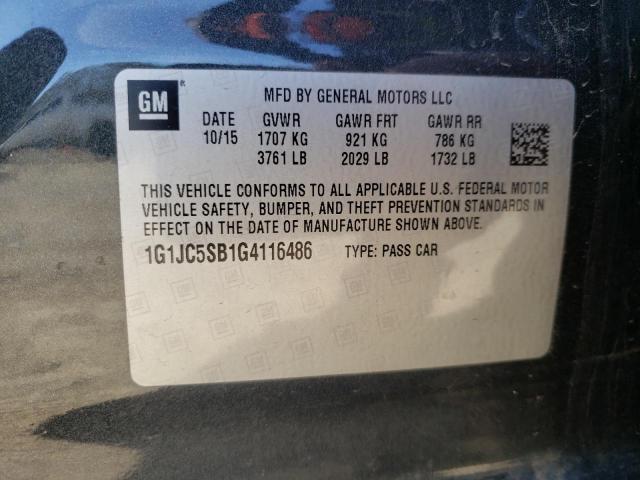 GM
MFD BY GENERAL MOTORS LLC
DATE GVWR GAWR FRT GAWR RR
10/15 1707 KG 921 KG 786 KG
3761 LB 2029 LB 1732 LB
THIS VEHICLE CONFORMS TO ALL APPLICABLE U.S. FEDERAL MOTOR
VEHICLE SAFETY, BUMPER, AND THEFT PREVENTION STANDARDS IN
EFFECT ON THE DATE OF MANUFACTURE SHOWN ABOVE.
1G1JC5SB1G4116486 TYPE: PASS CAR